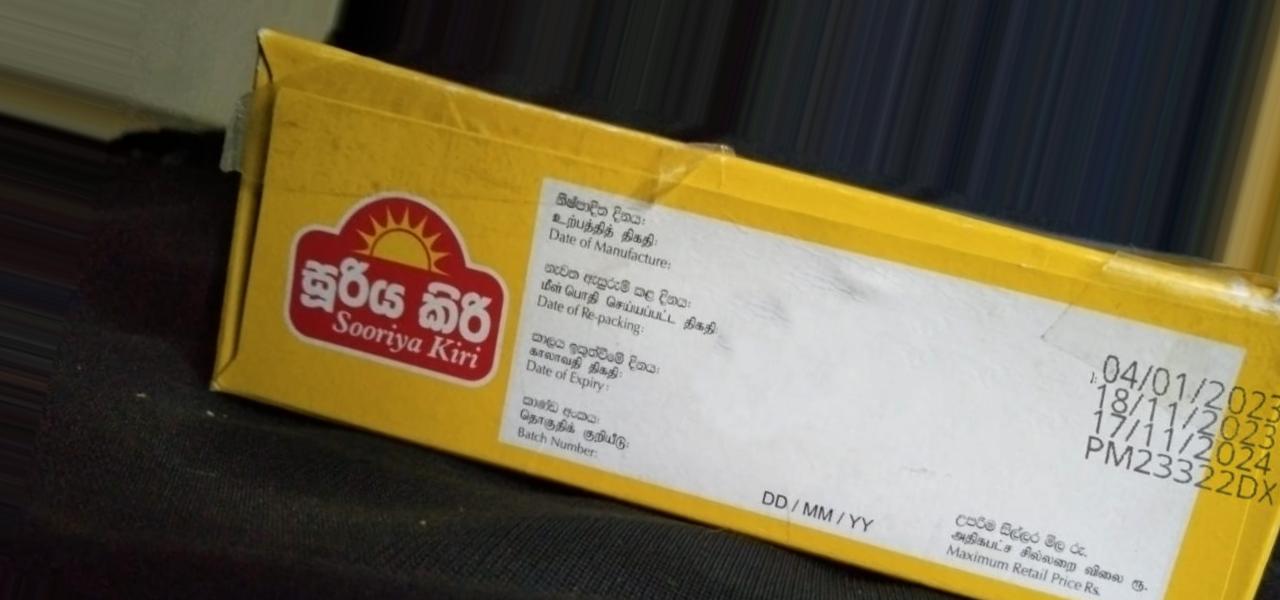 සූරිය කිරි
Sooriya Kiri
නිෂ්පාදිත දිනය:
உற்பத்தித் திகதி:
Date of Manufacture:
නැවත ඇසුරුම් කළ දිනය:
மீள் பொதி செய்யப்பட்ட திகதி:
Date of Re-packing:
කාලය ඉකුත්වීමේ දිනය:
காலாவதி திகதி:
Date of Expiry:
කාණ්ඩ අංකය:
தொகுதிக் குறியீடு:
Batch Number:
04/01/2023
18/11/2023
17/11/2024
PM23322DX
DD / MM / YY
උපරිම සිල්ලර මිල රු.
அதிகபட்ச சில்லறை விலை ரூ.
Maximum Retail Price Rs.